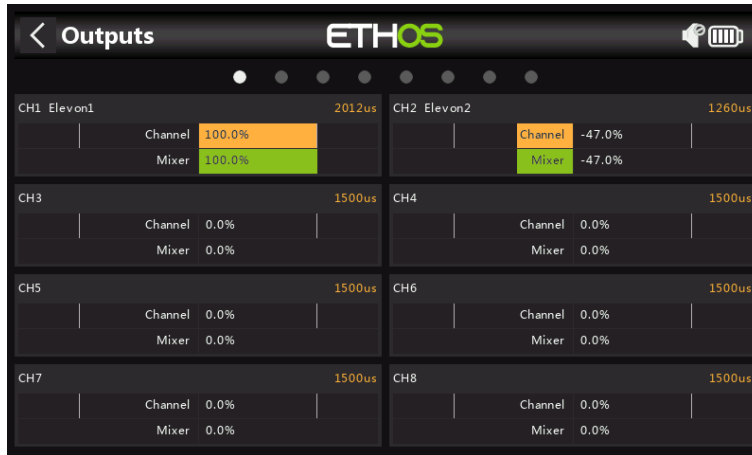 Outputs
ETHOS
CH1 Elevon1 2012us
Channel 100.0%
Mixer 100.0%
CH2 Elevon2 1260us
Channel -47.0%
Mixer -47.0%
CH3 1500us
Channel 0.0%
Mixer 0.0%
CH4 1500us
Channel 0.0%
Mixer 0.0%
CH5 1500us
Channel 0.0%
Mixer 0.0%
CH6 1500us
Channel 0.0%
Mixer 0.0%
CH7 1500us
Channel 0.0%
Mixer 0.0%
CH8 1500us
Channel 0.0%
Mixer 0.0%